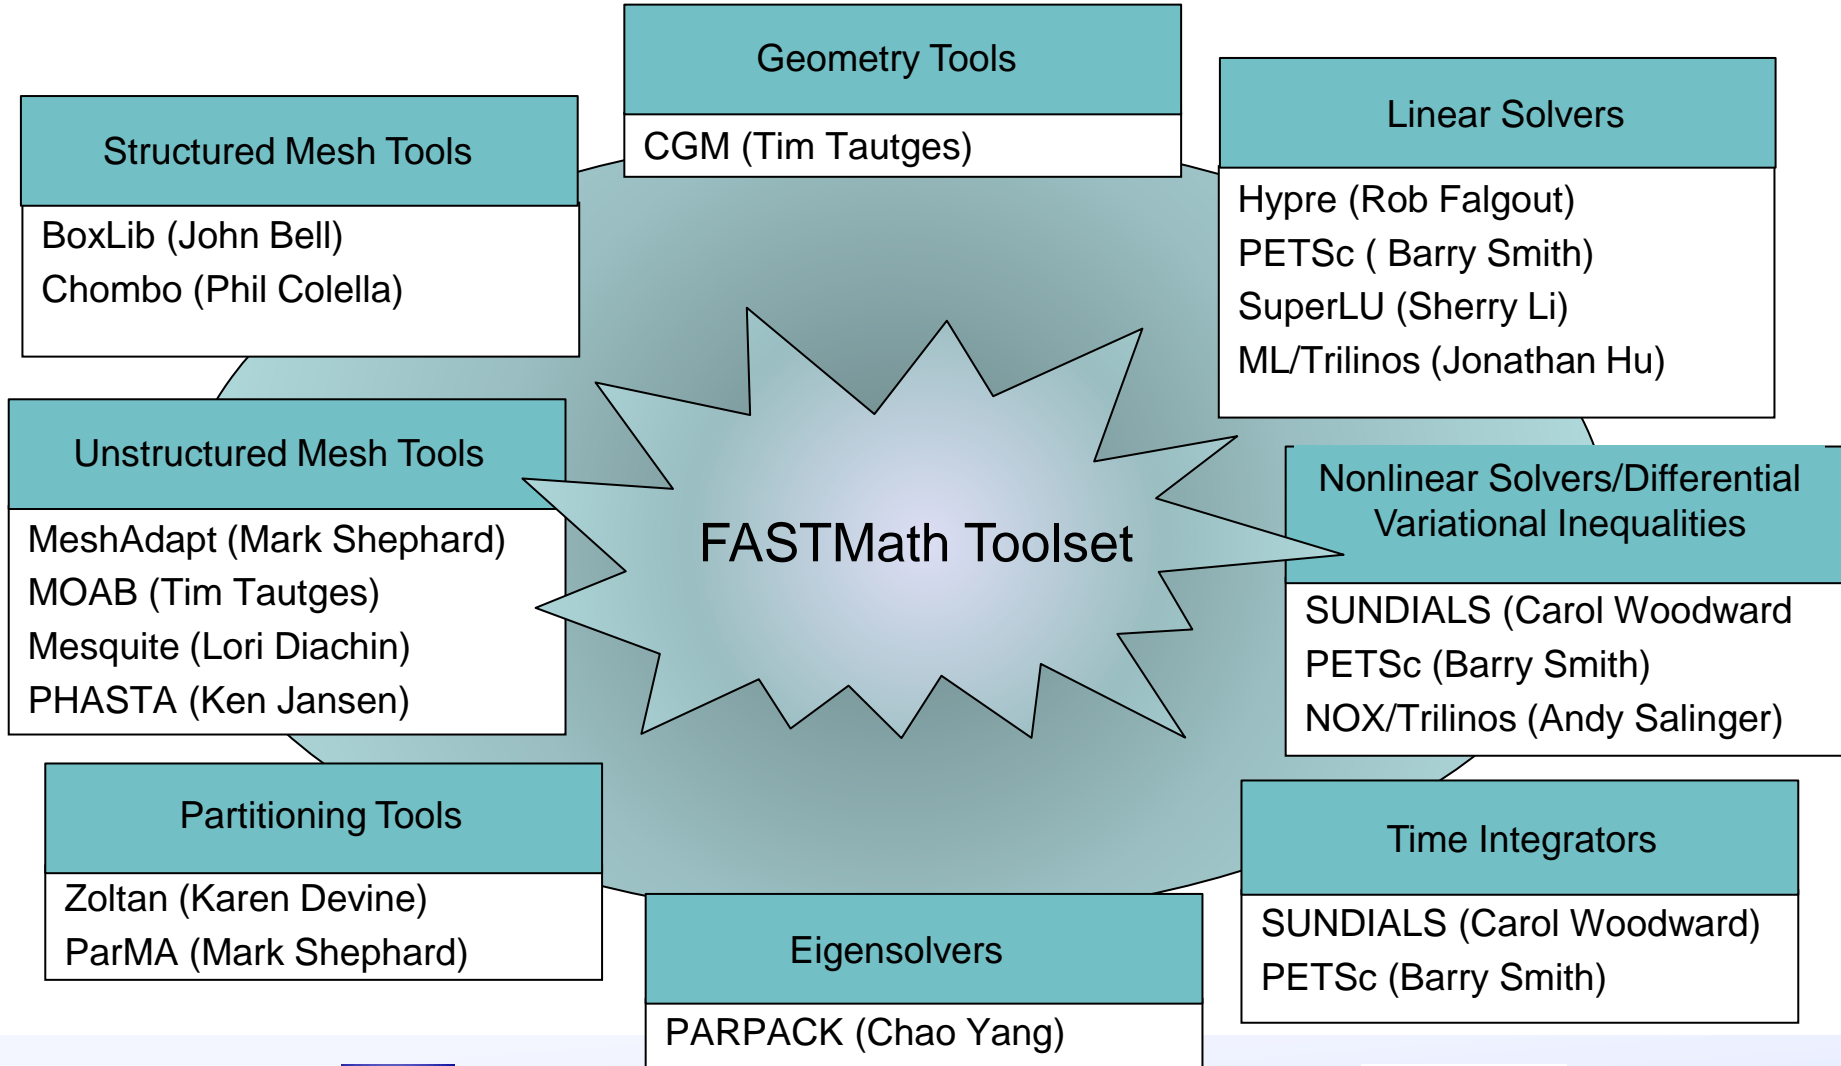 Geometry Tools
CGM (Tim Tautges)
Structured Mesh Tools
BoxLib (John Bell)
Chombo (Phil Colella)
Linear Solvers
Hypre (Rob Falgout)
PETSc ( Barry Smith)
SuperLU (Sherry Li)
ML/Trilinos (Jonathan Hu)
Unstructured Mesh Tools
MeshAdapt (Mark Shephard)
MOAB (Tim Tautges)
Mesquite (Lori Diachin)
PHASTA (Ken Jansen)
FASTMath Toolset
Nonlinear Solvers/Differential
Variational Inequalities
SUNDIALS (Carol Woodward
PETSc (Barry Smith)
NOX/Trilinos (Andy Salinger)
Partitioning Tools
Zoltan (Karen Devine)
ParMA (Mark Shephard)
Eigensolvers
PARPACK (Chao Yang)
Time Integrators
SUNDIALS (Carol Woodward)
PETSc (Barry Smith)